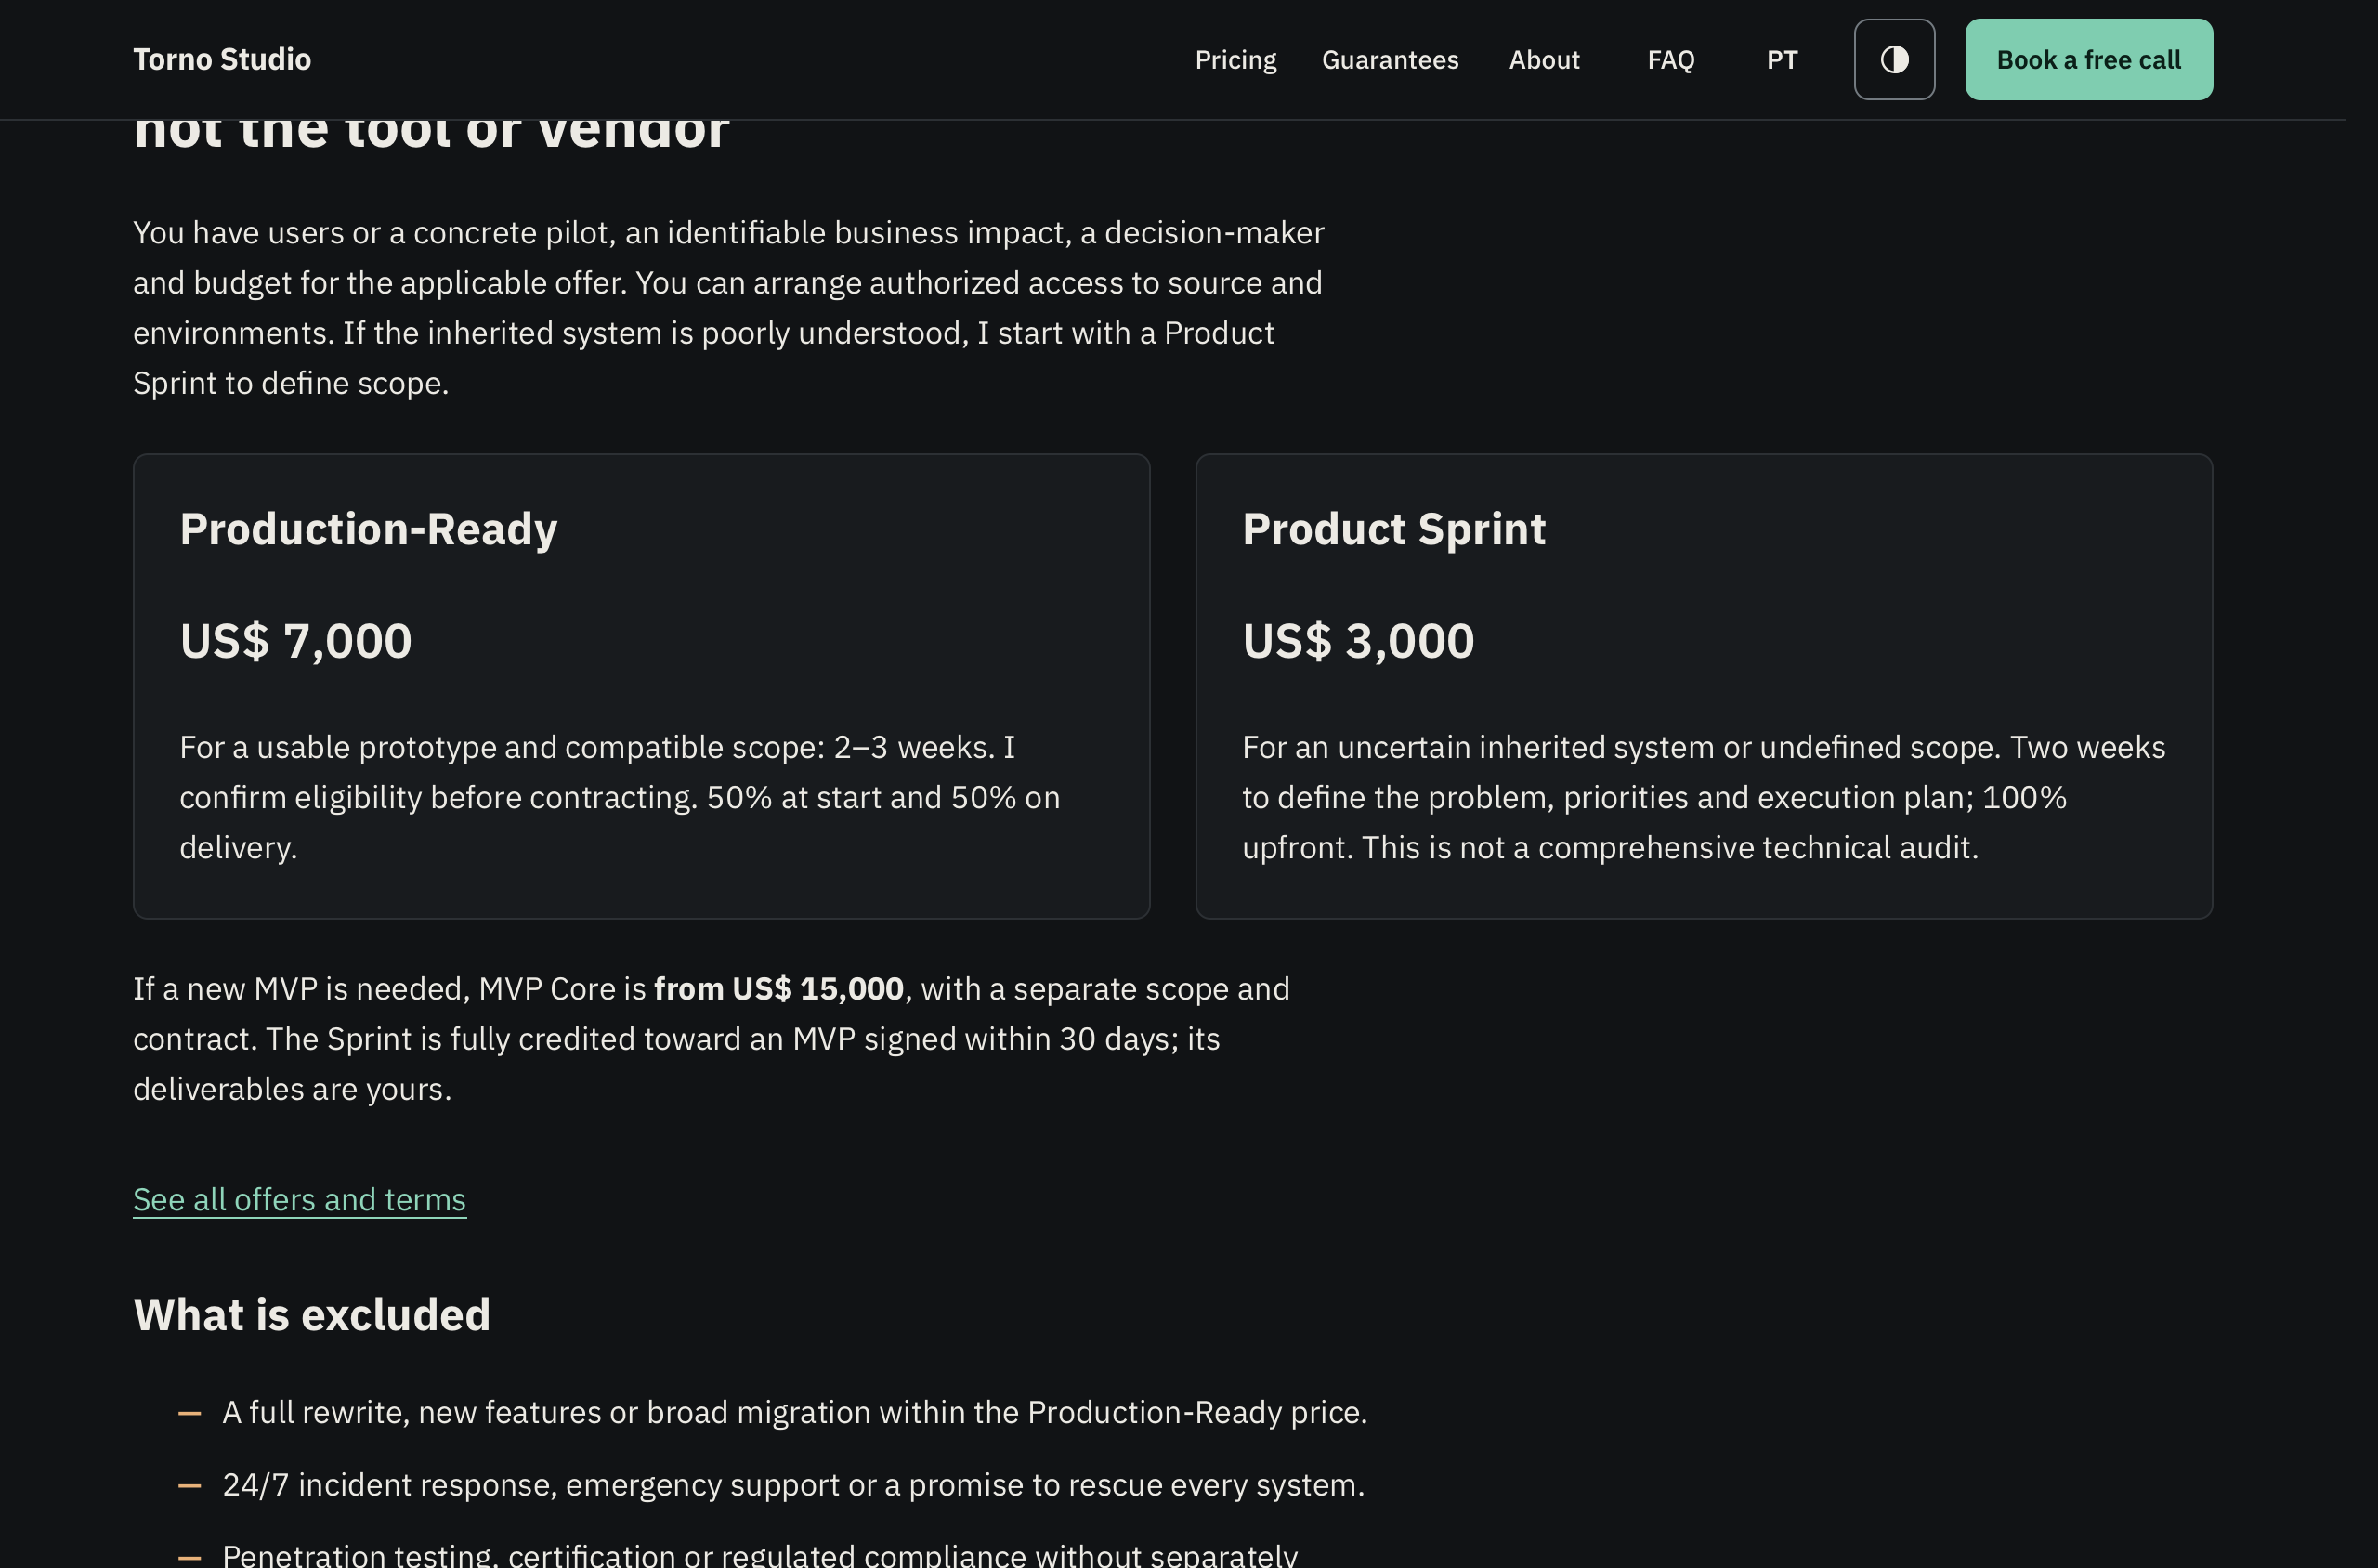 Torno Studio
Pricing
Guarantees
About
FAQ
PT
Book a free call
not the tool or vendor
You have users or a concrete pilot, an identifiable business impact, a decision-maker
and budget for the applicable offer. You can arrange authorized access to source and
environments. If the inherited system is poorly understood, I start with a Product
Sprint to define scope.
Production-Ready
US$ 7,000
For a usable prototype and compatible scope: 2–3 weeks. I
confirm eligibility before contracting. 50% at start and 50% on
delivery.
Product Sprint
US$ 3,000
For an uncertain inherited system or undefined scope. Two weeks
to define the problem, priorities and execution plan; 100%
upfront. This is not a comprehensive technical audit.
If a new MVP is needed, MVP Core is from US$ 15,000, with a separate scope and
contract. The Sprint is fully credited toward an MVP signed within 30 days; its
deliverables are yours.
See all offers and terms
What is excluded
— A full rewrite, new features or broad migration within the Production-Ready price.
— 24/7 incident response, emergency support or a promise to rescue every system.
— Penetration testing, certification or regulated compliance without separately